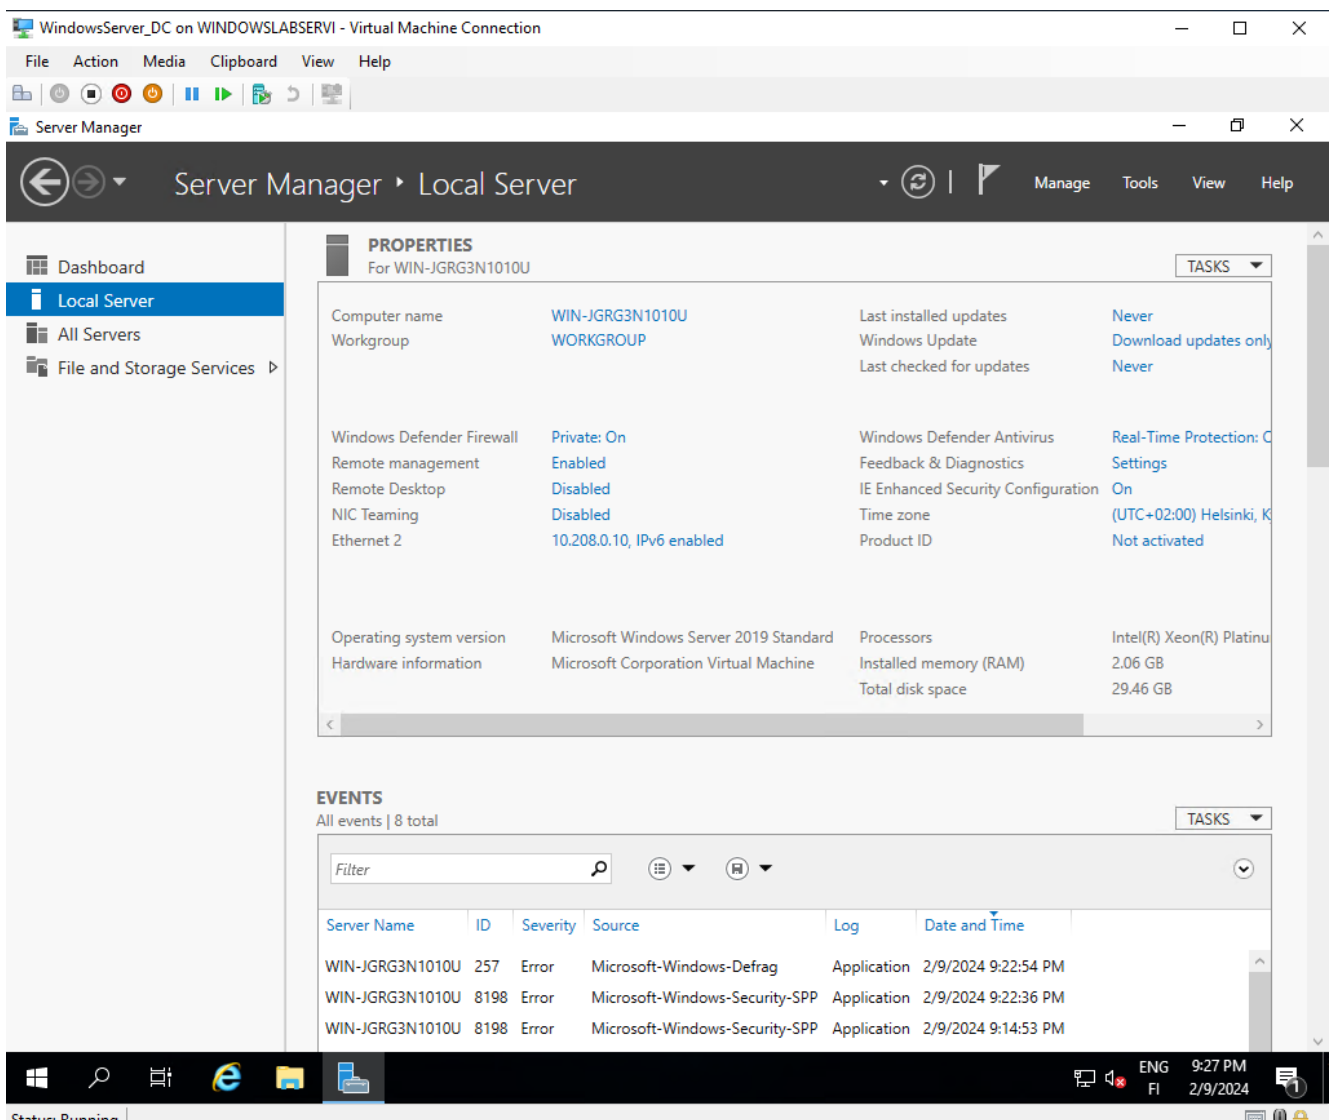 WindowsServer_DC on WINDOWSLABSERVI - Virtual Machine Connection
File Action Media Clipboard View Help
Server Manager
Server Manager Local Server
Manage Tools View Help
Dashboard
Local Server
All Servers
File and Storage Services
PROPERTIES
For WIN-JGRG3N1010U
TASKS
Computer name WIN-JGRG3N1010U Last installed updates Never
Workgroup WORKGROUP Windows Update Download updates only
Last checked for updates Never
Windows Defender Firewall Private: On Windows Defender Antivirus Real-Time Protection:
Remote management Enabled Feedback & Diagnostics Settings
Remote Desktop Disabled IE Enhanced Security Configuration On
NIC Teaming Disabled Time zone (UTC+02:00) Helsinki, K
Ethernet 2 10.208.0.10, IPv6 enabled Product ID Not activated
Operating system version Microsoft Windows Server 2019 Standard Processors Intel(R) Xeon(R) Platinu
Hardware information Microsoft Corporation Virtual Machine Installed memory (RAM) 2.06 GB
Total disk space 29.46 GB
EVENTS
All events | 8 total
TASKS
Filter
Server Name ID Severity Source Log Date and Time
WIN-JGRG3N1010U 257 Error Microsoft-Windows-Defrag Application 2/9/2024 9:22:54 PM
WIN-JGRG3N1010U 8198 Error Microsoft-Windows-Security-SPP Application 2/9/2024 9:22:36 PM
WIN-JGRG3N1010U 8198 Error Microsoft-Windows-Security-SPP Application 2/9/2024 9:14:53 PM
ENG 9:27 PM
FI 2/9/2024
1
Status: Running